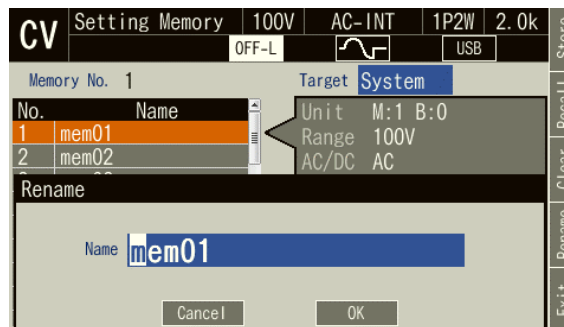 CV
Setting Memory 100V AC-INT 1P2W 2.0k
OFF-L USB
Memory No. 1 Target System
No. Name
1 mem01
2 mem02
Unit M:1 B:0
Range 100V
AC/DC AC
Rename
Name mem01
Cancel OK
Store
Recall
Clear
Rename
Exit